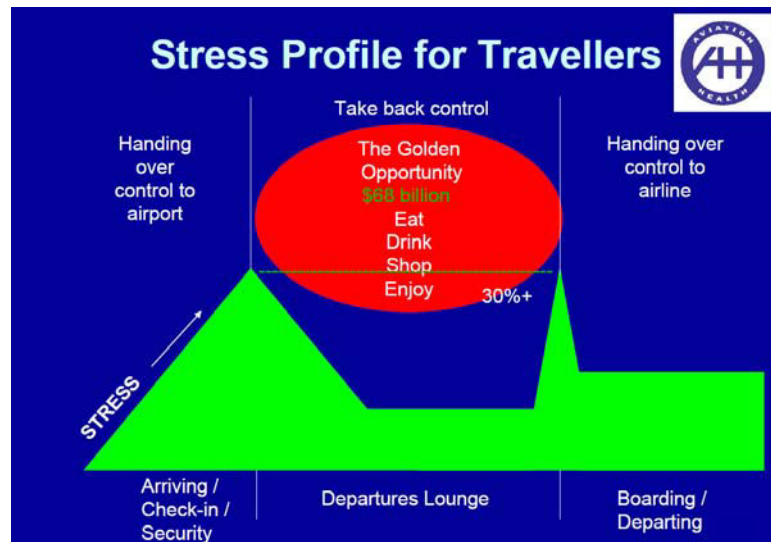 Stress Profile for Travellers
AVIATION
AH
HEALTH
Take back control
Handing
over
control to
airport
The Golden
Opportunity
$68 billion
Eat
Drink
Shop
Enjoy
30%+
Handing over
control to
airline
STRESS
Arriving /
Check-in /
Security
Departures Lounge
Boarding /
Departing